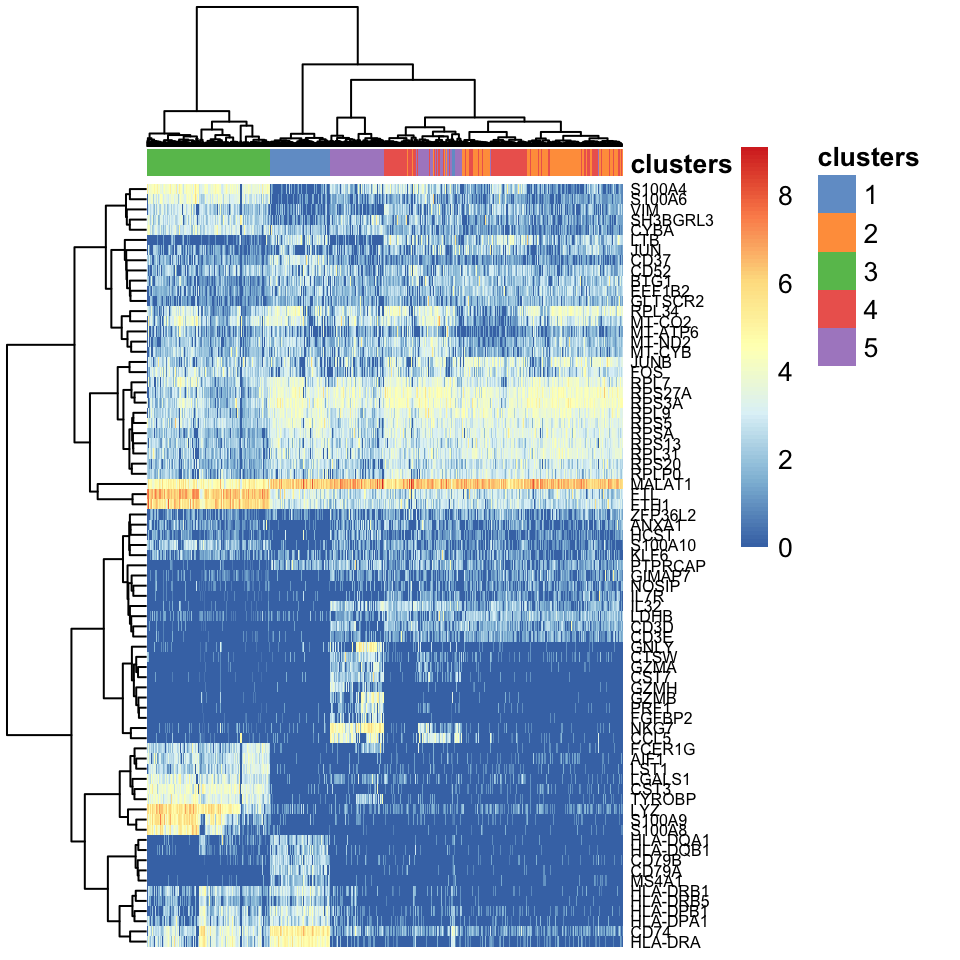 clusters
S100A4
S100A6
VIM
SH3BGRL3
CYBA
LTB
JUN
CD37
CD52
BTG1
EEF1B2
GLTSCR2
RPL34
MT-CO2
MT-ATP6
MT-ND2
MT-CYB
JUNB
FOS
RPL7
RPS27A
RPS3A
RPL9
RPS5
RPSA
RPS13
RPL31
RPS20
RPLP0
MALAT1
FTL
FTH1
ZFP36L2
ANXA1
HCST
S100A10
KLF6
PTPRCAP
GIMAP7
NOSIP
IL7R
IL32
LDHB
CD3D
CD3E
GNLY
CTSW
GZMA
CST7
GZMH
GZMB
PRF1
FGFBP2
NKG7
CCL5
FCER1G
AIF1
LST1
LGALS1
CST3
TYROBP
LYZ
S100A9
S100A8
HLA-DQA1
HLA-DQB1
CD79B
CD79A
MS4A1
HLA-DRB1
HLA-DRB5
HLA-DPB1
HLA-DPA1
CD74
HLA-DRA
8
6
4
2
0
clusters
1
2
3
4
5